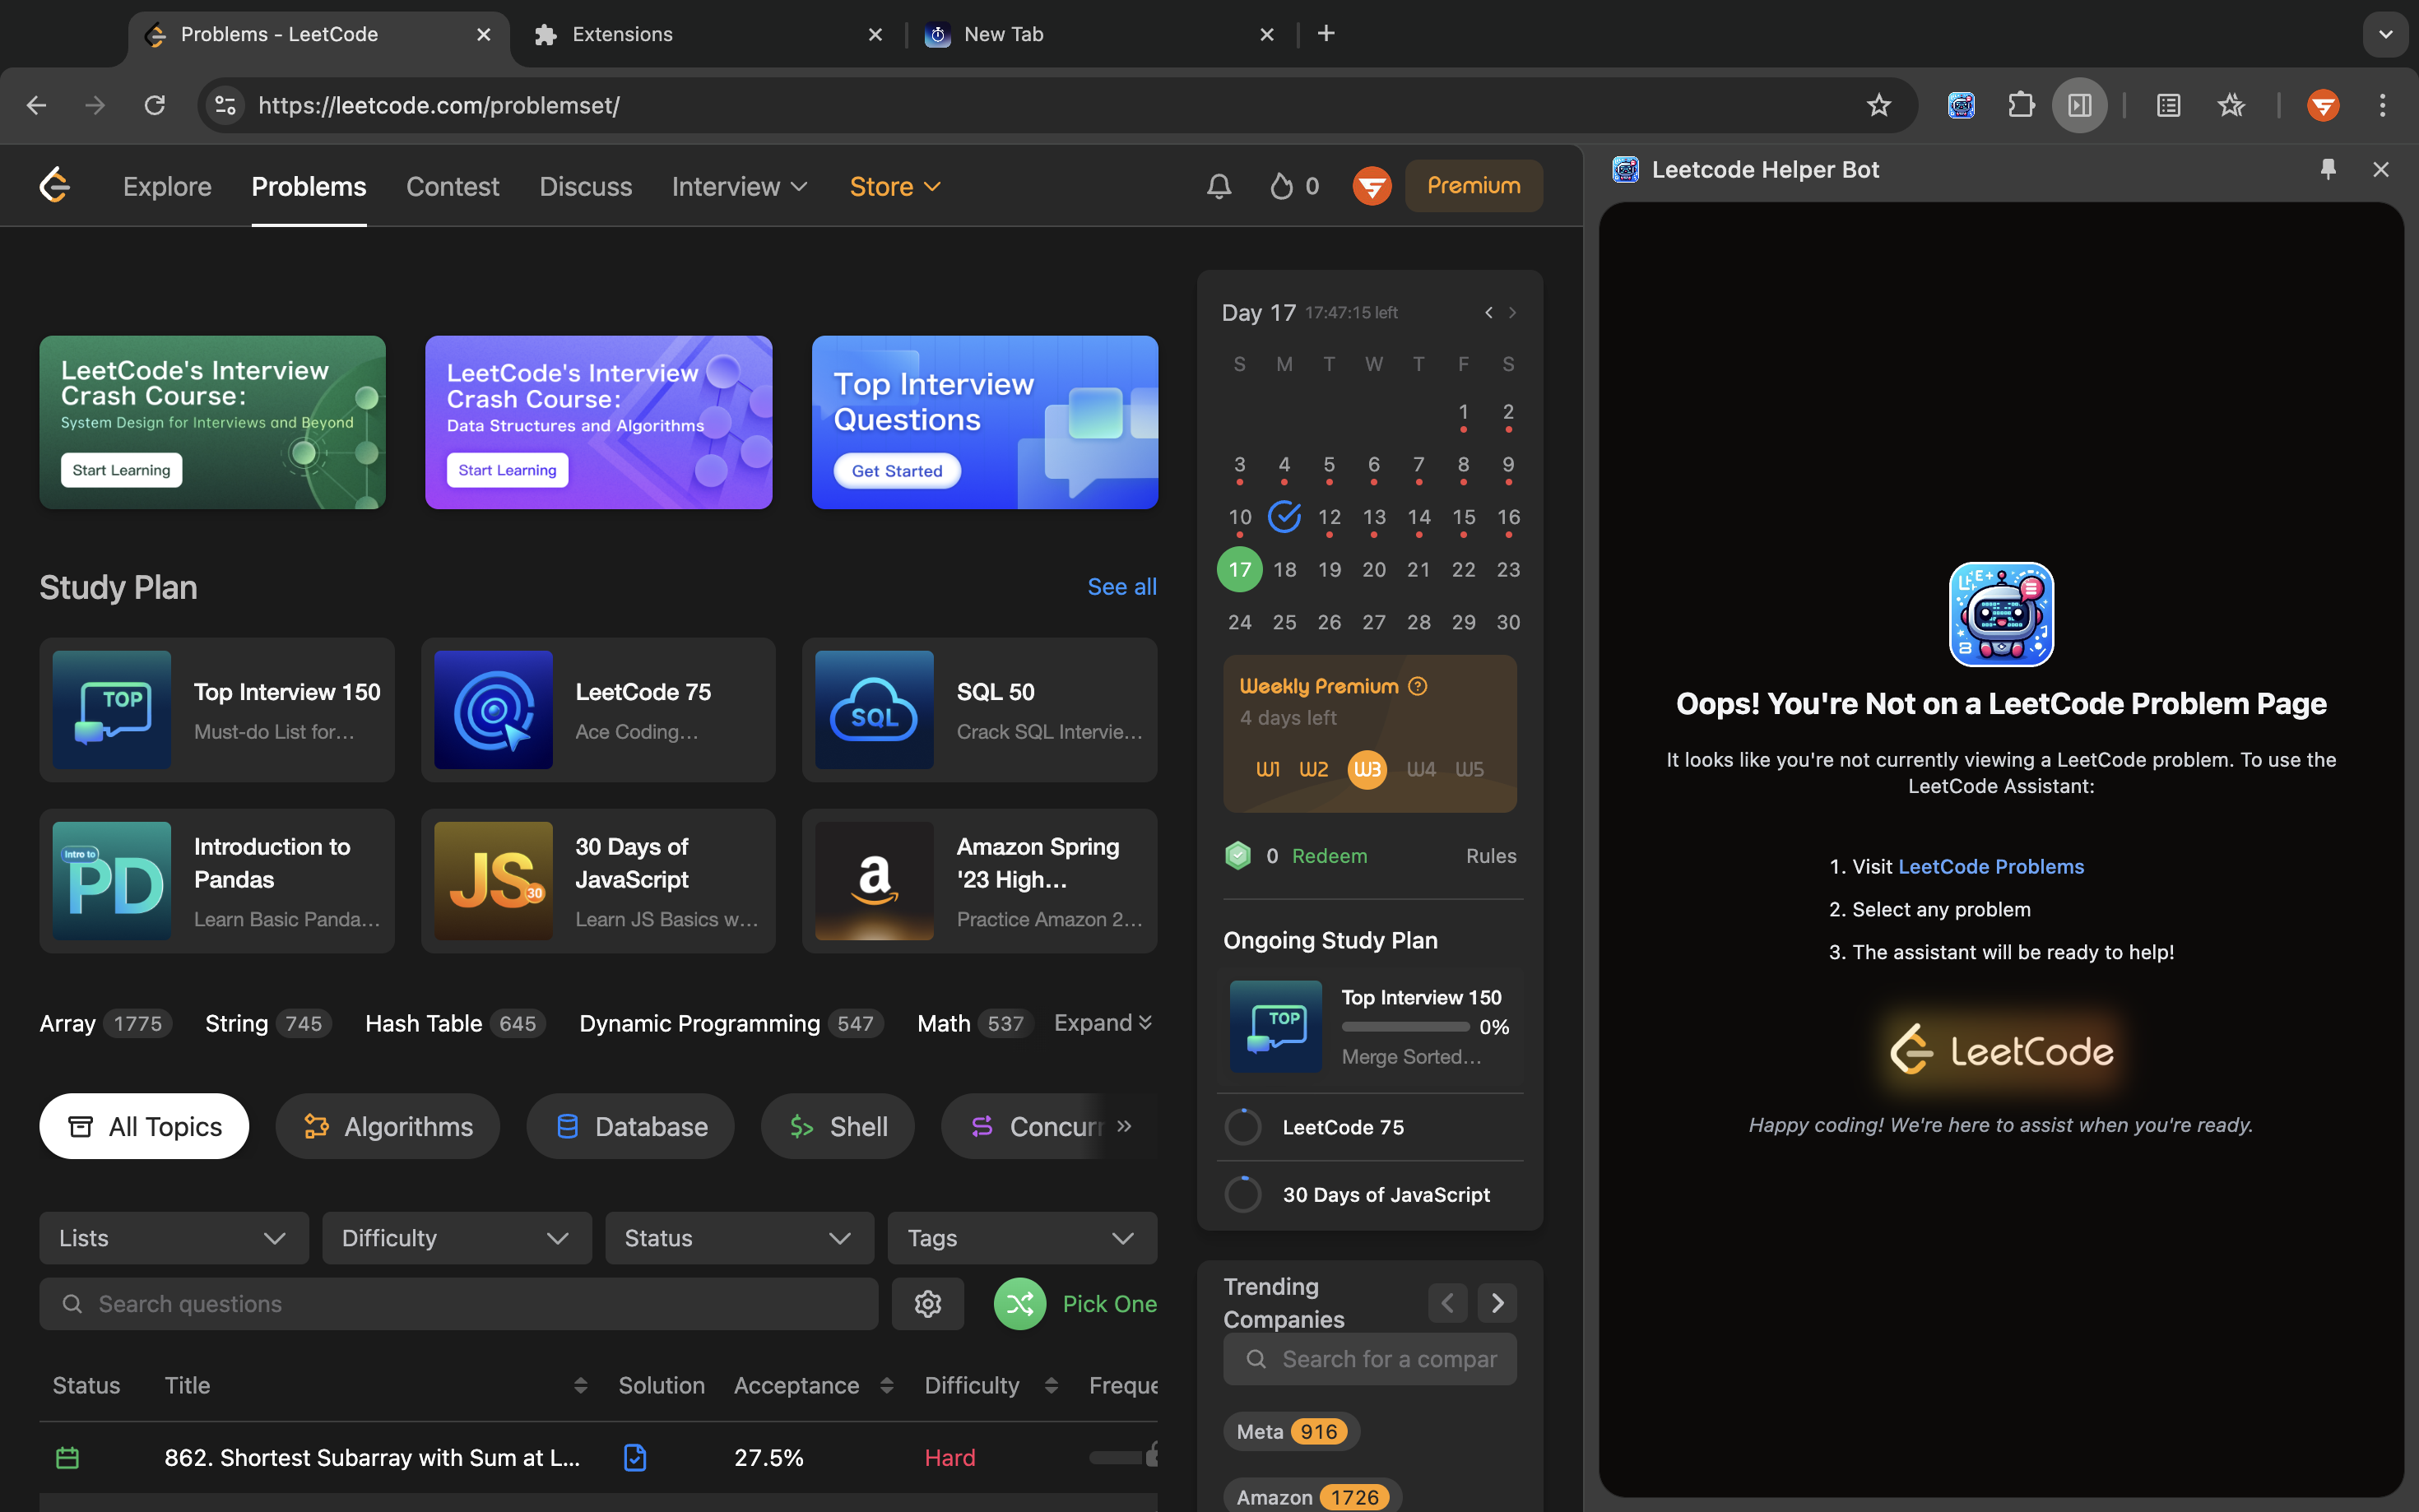 Problems - LeetCode
Extensions
New Tab
https://leetcode.com/problemset/
Explore
Problems
Contest
Discuss
Interview
Store
0
Premium
LeetCode's Interview
Crash Course:
System Design for Interviews and Beyond
Start Learning
LeetCode's Interview
Crash Course:
Data Structures and Algorithms
Start Learning
Top Interview
Questions
Get Started
Study Plan
See all
TOP
Top Interview 150
Must-do List for...
LeetCode 75
Ace Coding...
SQL
SQL 50
Crack SQL Intervie...
Intro to
PD
Introduction to
Pandas
Learn Basic Panda...
JS
30
30 Days of
JavaScript
Learn JS Basics w...
a
Amazon Spring
'23 High...
Practice Amazon 2...
Array 1775
String 745
Hash Table 645
Dynamic Programming 547
Math 537
Expand
All Topics
Algorithms
Database
Shell
Concurr
Lists
Difficulty
Status
Tags
Search questions
Pick One
Status
Title
Solution
Acceptance
Difficulty
Freque
862. Shortest Subarray with Sum at L...
27.5%
Hard
Day 17 17:47:15 left
S M T W T F S
1 2
3 4 5 6 7 8 9
10 12 13 14 15 16
17 18 19 20 21 22 23
24 25 26 27 28 29 30
Weekly Premium
4 days left
W1 W2 W3 W4 W5
0 Redeem
Rules
Ongoing Study Plan
TOP
Top Interview 150
0%
Merge Sorted...
LeetCode 75
30 Days of JavaScript
Trending
Companies
Search for a compar
Meta 916
Amazon 1726
Leetcode Helper Bot
Oops! You're Not on a LeetCode Problem Page
It looks like you're not currently viewing a LeetCode problem. To use the
LeetCode Assistant:
1. Visit LeetCode Problems
2. Select any problem
3. The assistant will be ready to help!
LeetCode
Happy coding! We're here to assist when you're ready.